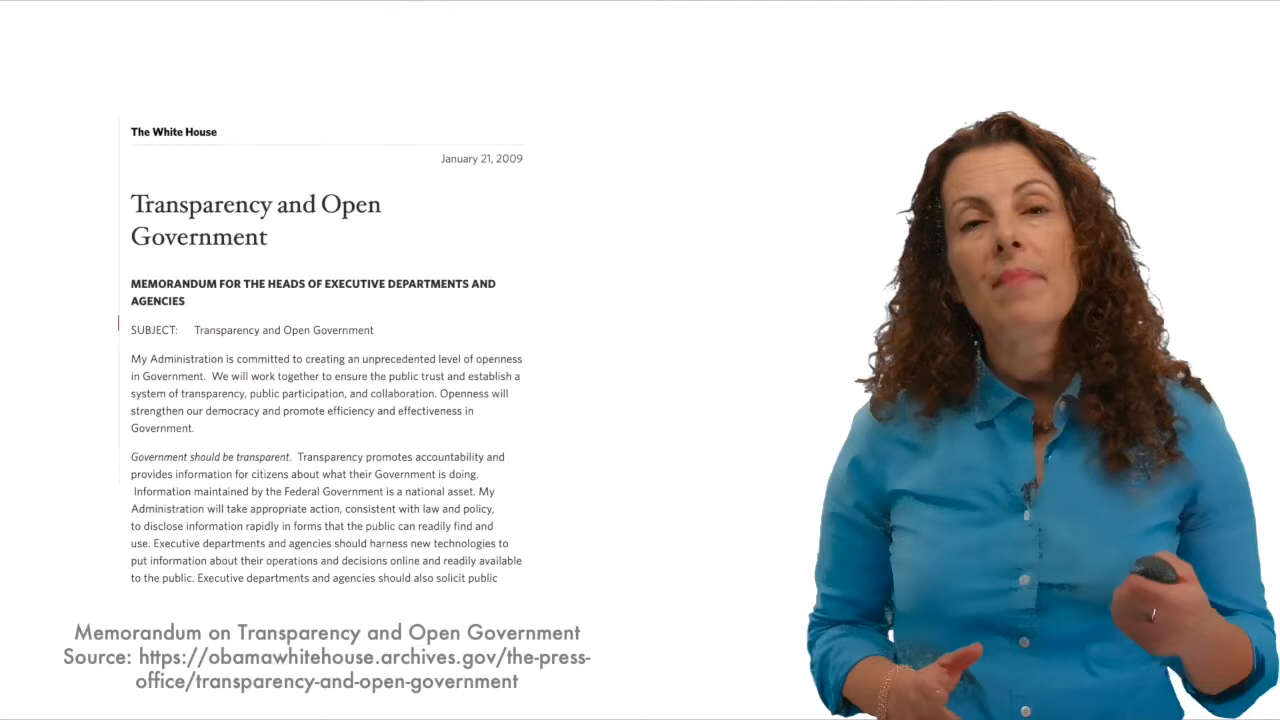 The White House
January 21, 2009
Transparency and Open
Government
MEMORANDUM FOR THE HEADS OF EXECUTIVE DEPARTMENTS AND
AGENCIES
SUBJECT: Transparency and Open Government
My Administration is committed to creating an unprecedented level of openness
in Government. We will work together to ensure the public trust and establish a
system of transparency, public participation, and collaboration. Openness will
strengthen our democracy and promote efficiency and effectiveness in
Government.
Government should be transparent. Transparency promotes accountability and
provides information for citizens about what their Government is doing.
Information maintained by the Federal Government is a national asset. My
Administration will take appropriate action, consistent with law and policy,
to disclose information rapidly in forms that the public can readily find and
use. Executive departments and agencies should harness new technologies to
put information about their operations and decisions online and readily available
to the public. Executive departments and agencies should also solicit public
Memorandum on Transparency and Open Government
Source: https://obamawhitehouse.archives.gov/the-press-
office/transparency-and-open-government